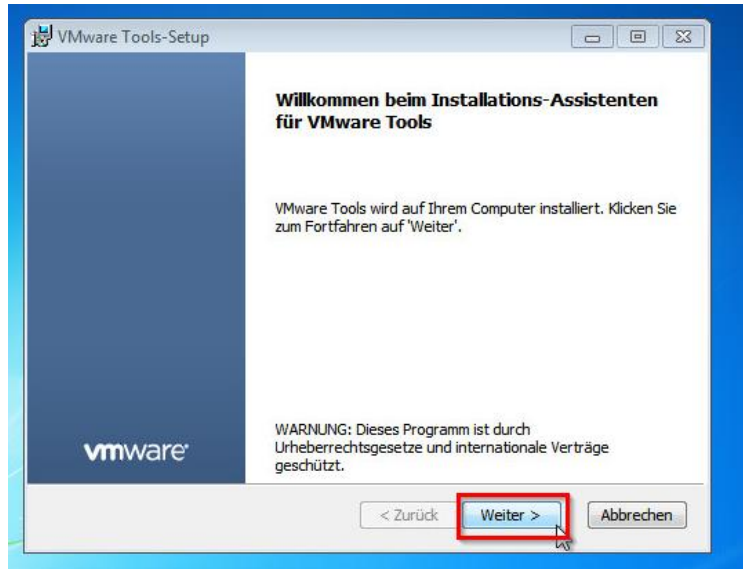 VMware Tools-Setup
Willkommen beim Installations-Assistenten
für VMware Tools
VMware Tools wird auf Ihrem Computer installiert. Klicken Sie
zum Fortfahren auf 'Weiter'.
WARNUNG: Dieses Programm ist durch
Urheberrechtsgesetze und internationale Verträge
geschützt.
vmware
< Zurück Weiter > Abbrechen